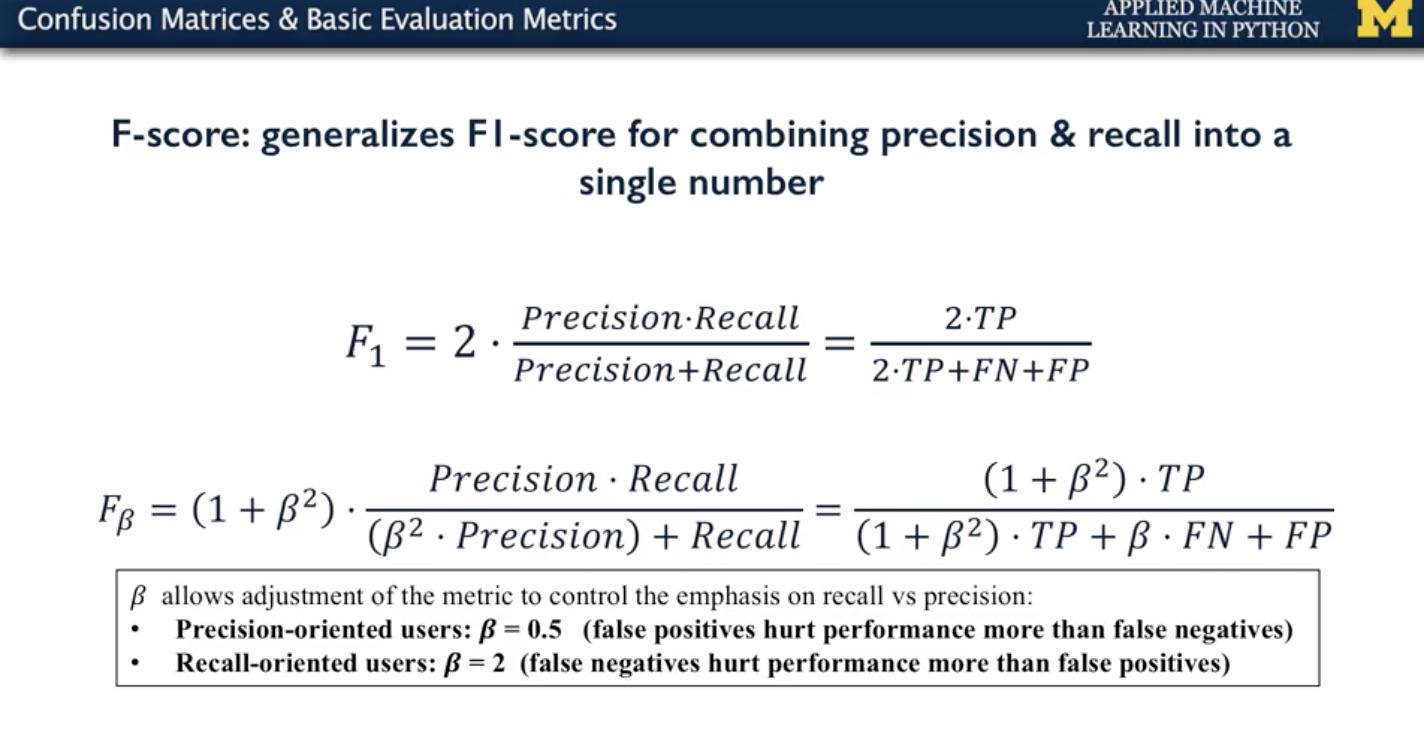 Confusion Matrices & Basic Evaluation Metrics
APPLIED MACHINE
LEARNING IN PYTHON
M
F-score: generalizes F1-score for combining precision & recall into a
single number
F₁ = 2 · (Precision·Recall)/(Precision+Recall) = (2·TP)/(2·TP+FN+FP)
Fᵦ = (1 + β²) · (Precision · Recall)/((β² · Precision) + Recall) = ((1 + β²) · TP)/((1 + β²) · TP + β · FN + FP)
β allows adjustment of the metric to control the emphasis on recall vs precision:
• Precision-oriented users: β = 0.5 (false positives hurt performance more than false negatives)
• Recall-oriented users: β = 2 (false negatives hurt performance more than false positives)